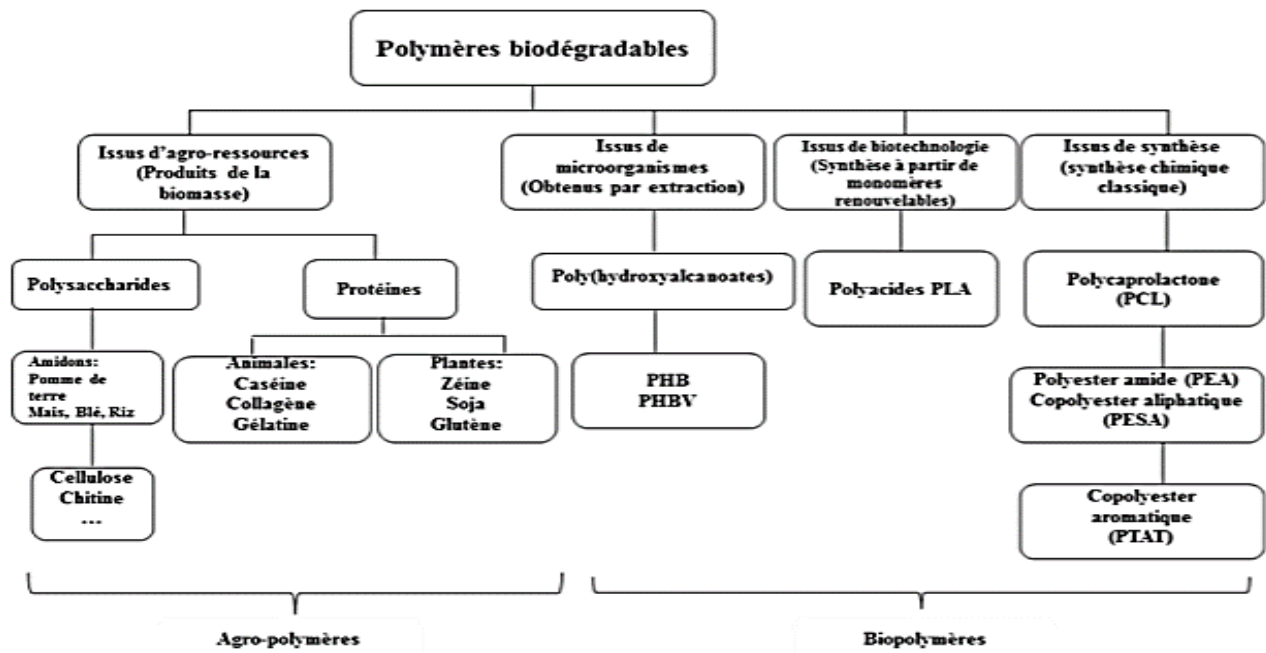 Polymères biodégradables
Issus d'agro-ressources
(Produits de la
biomasse)
Issus de
microorganismes
(Obtenus par extraction)
Issus de biotechnologie
(Synthèse à partir de
monomères
renouvelables)
Issus de synthèse
(synthèse chimique
classique)
Polysaccharides
Protéines
Poly(hydroxyalcanoates)
Polyacides PLA
Polycaprolactone
(PCL)
Amidons:
Pomme de
terre
Mais, Blé, Riz
Animales:
Caséine
Collagène
Gélatine
Plantes:
Zéine
Soja
Glutène
PHB
PHBV
Polyester amide (PEA)
Copolyester aliphatique
(PESA)
Cellulose
Chitine
...
Copolyester
aromatique
(PTAT)
Agro-polymères
Biopolymères